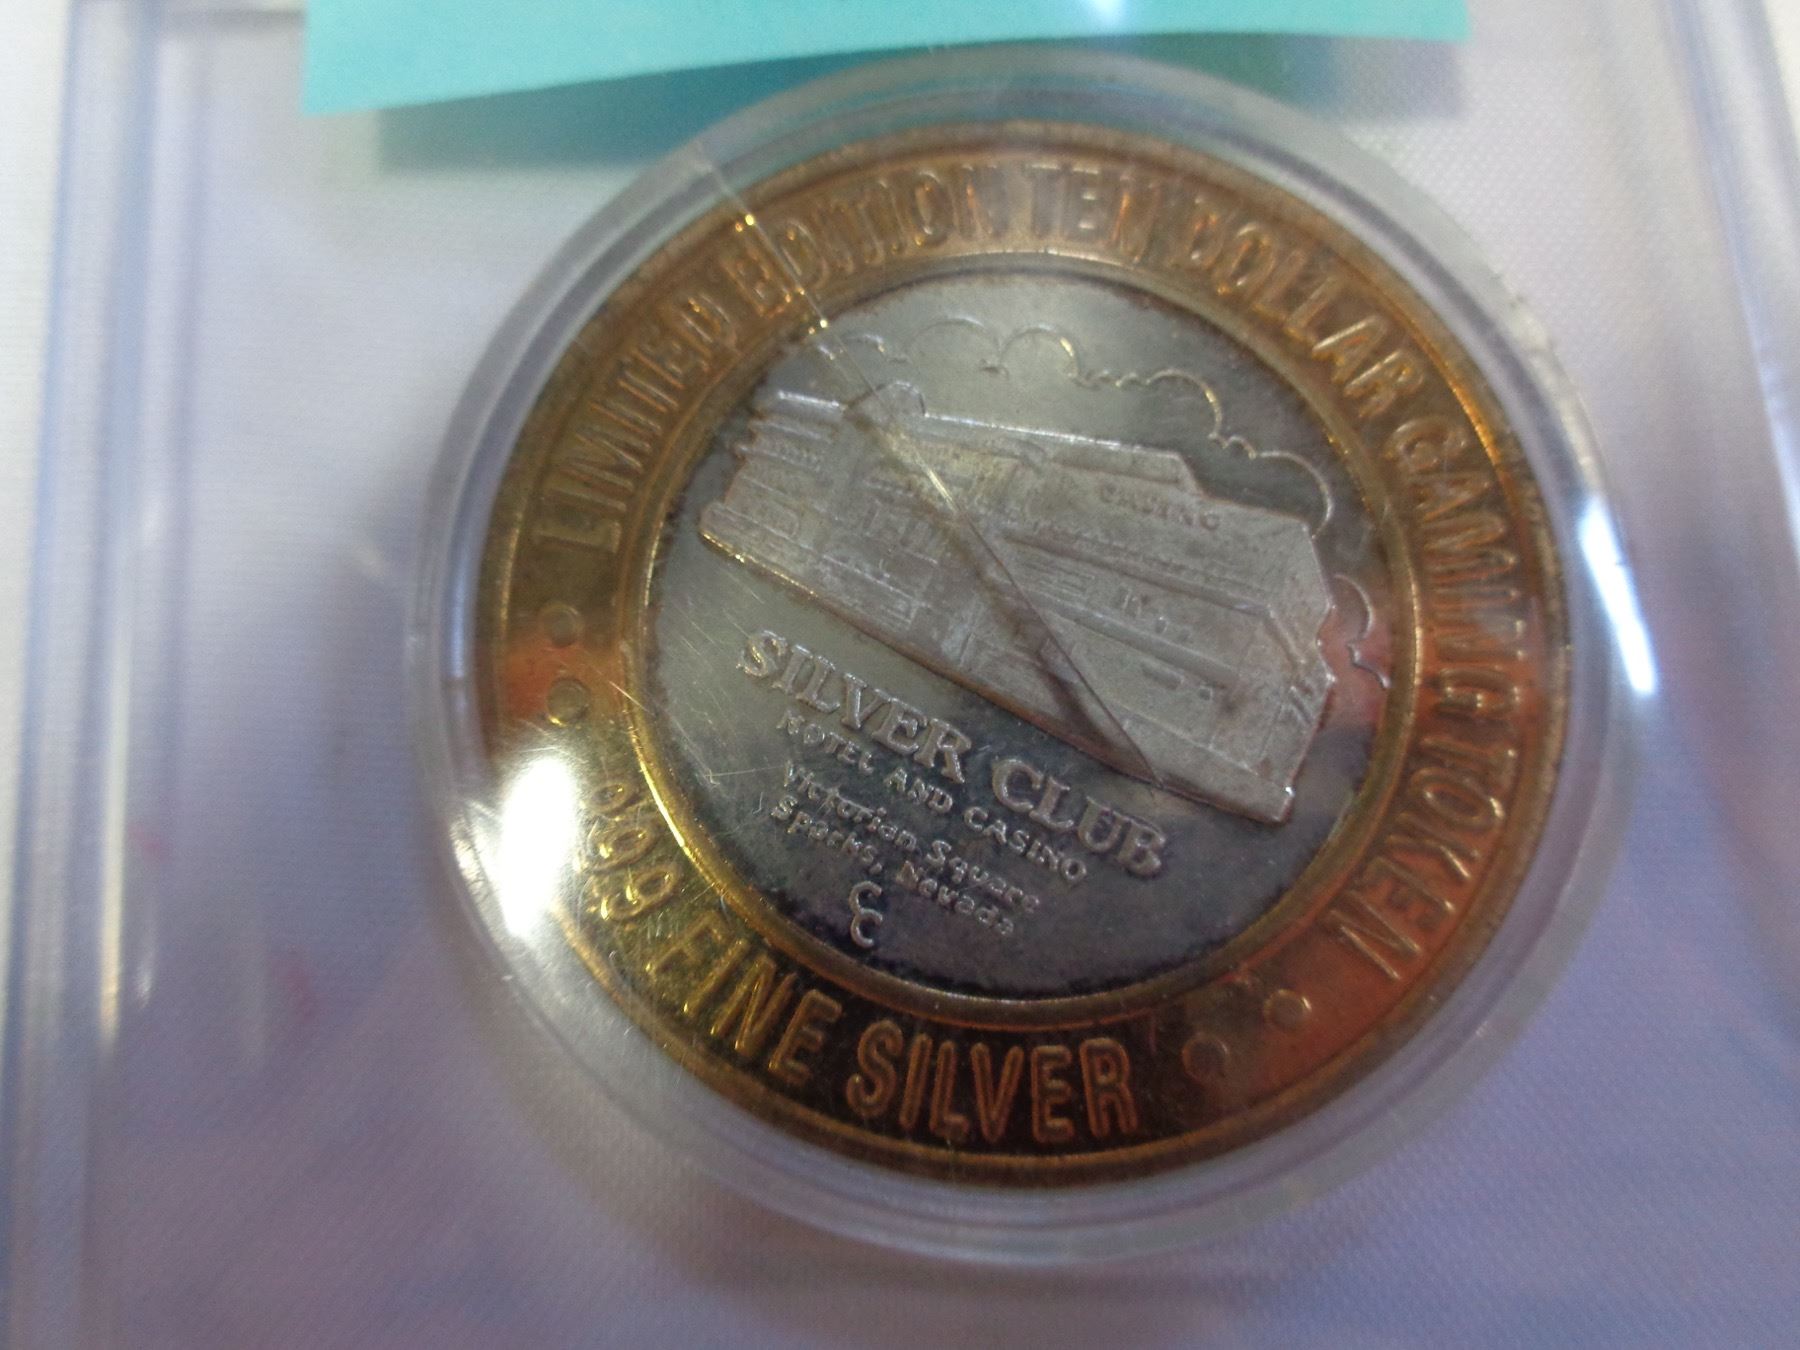 LIMITED EDITION TEN DOLLAR GAMING TOKEN
CASINO
SILVER CLUB
HOTEL AND CASINO
Victorian Square
Sparks, Nevada
CC
.999 FINE SILVER